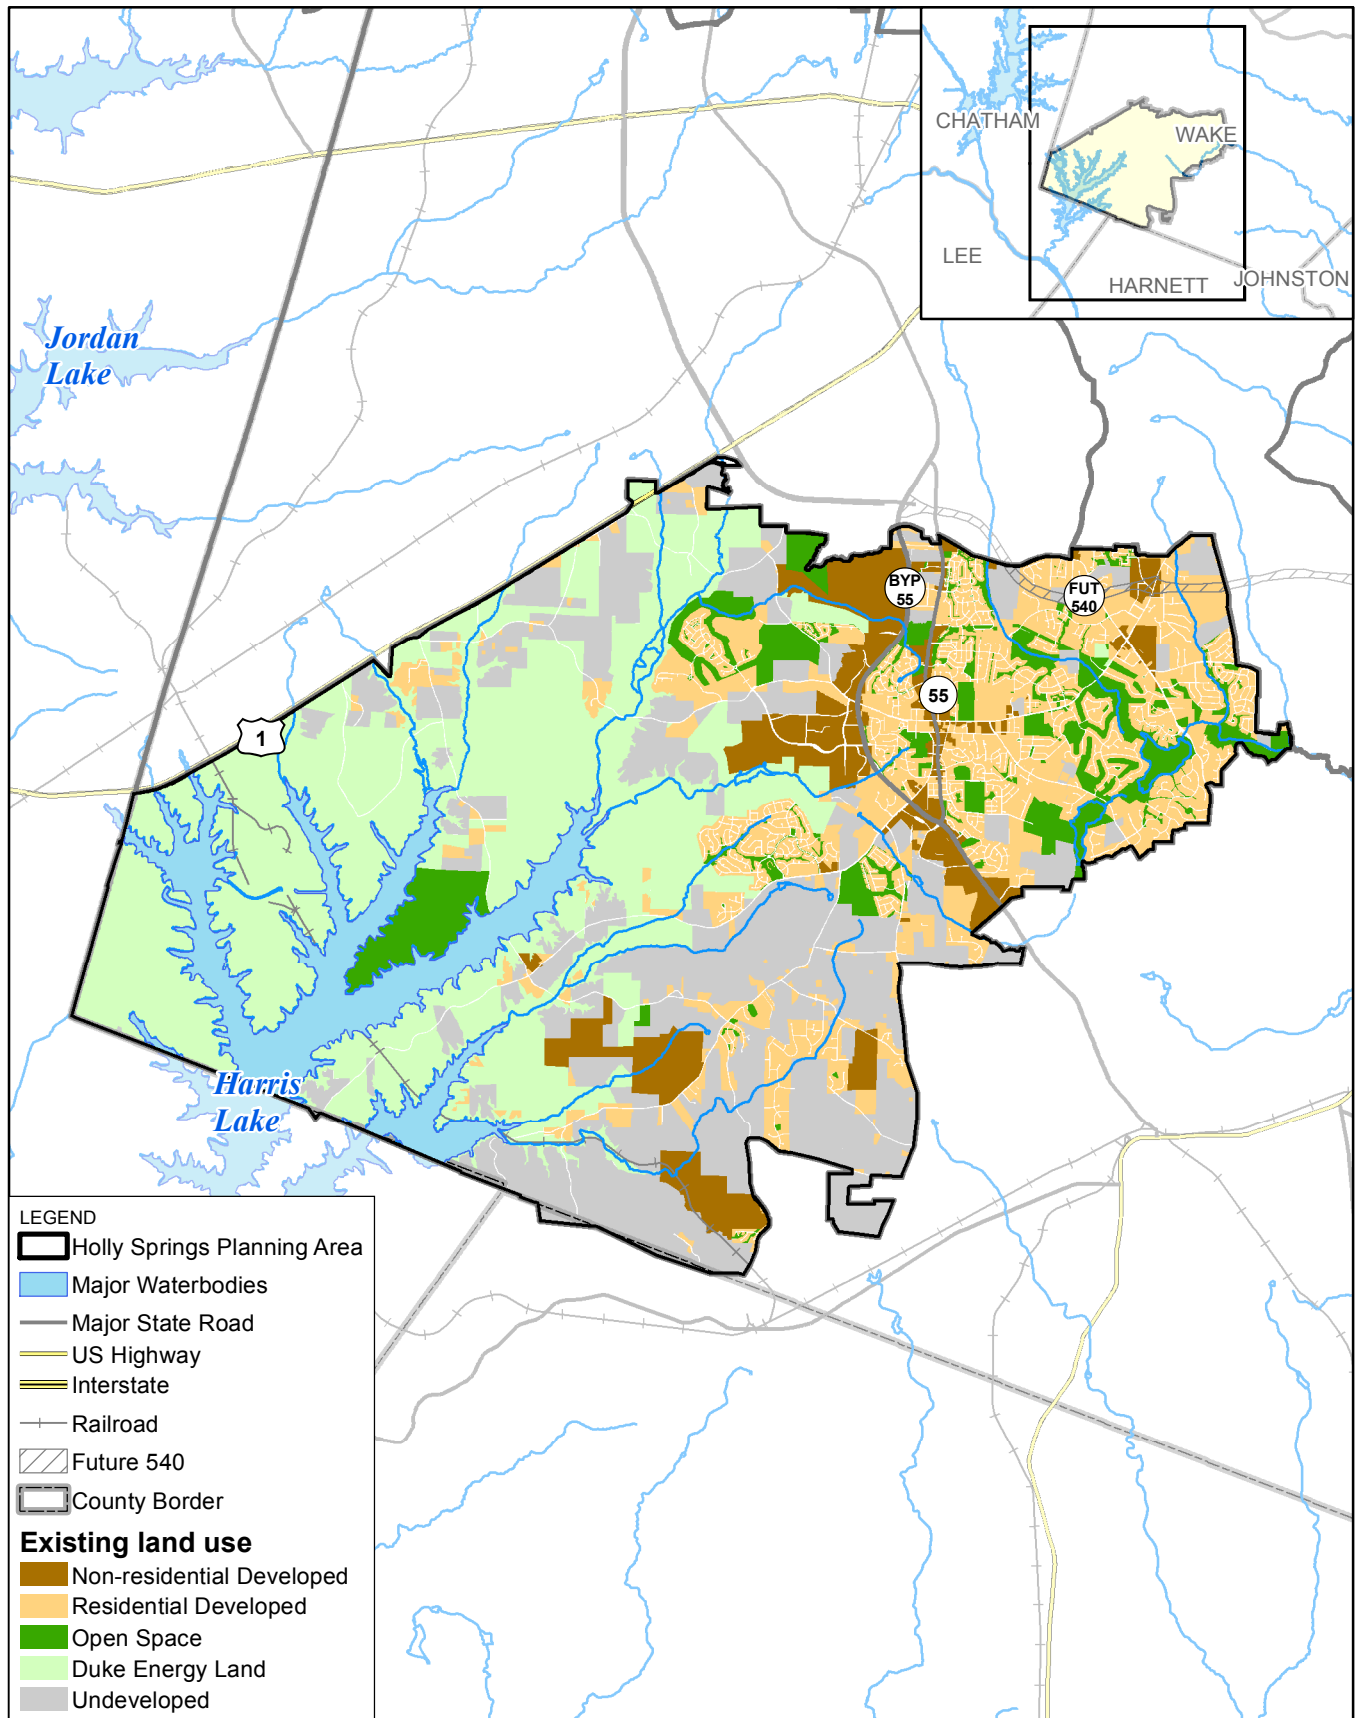 CHATHAM
WAKE
LEE
HARNETT
JOHNSTON
Jordan
Lake
BYP
55
FUT
540
55
1
Harris
Lake
LEGEND
Holly Springs Planning Area
Major Waterbodies
Major State Road
US Highway
Interstate
Railroad
Future 540
County Border
Existing land use
Non-residential Developed
Residential Developed
Open Space
Duke Energy Land
Undeveloped